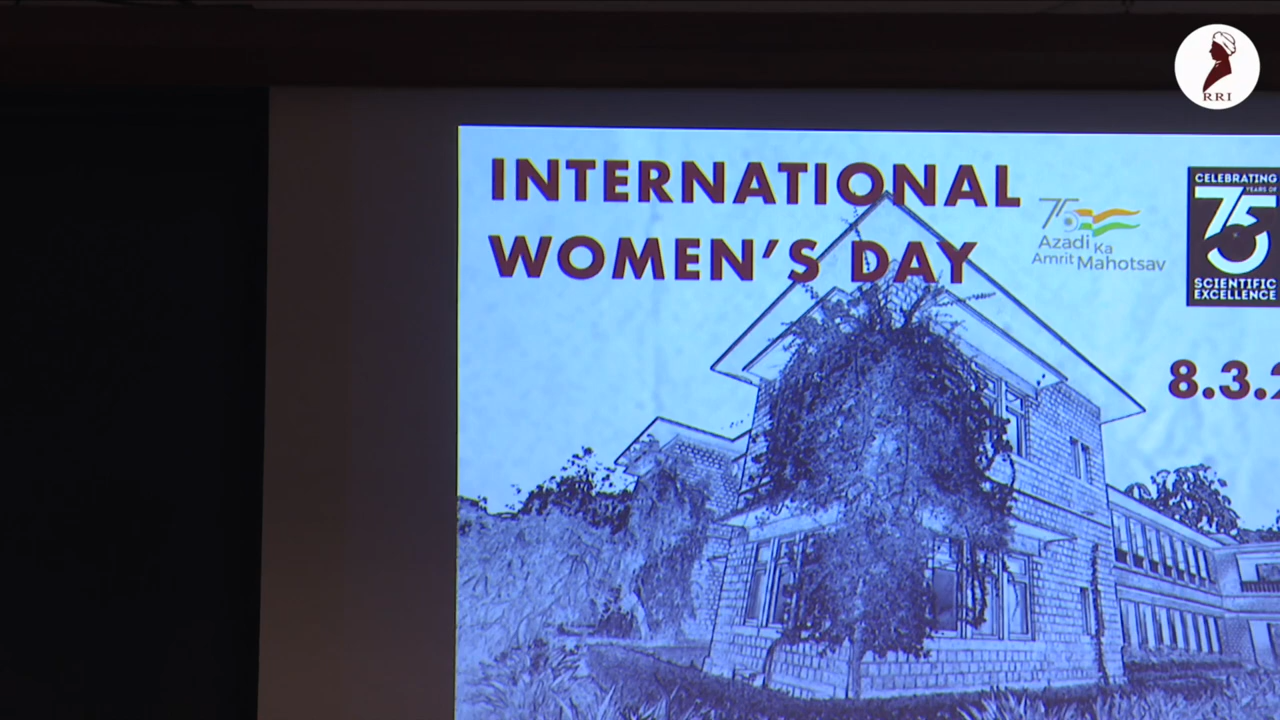 RRI
INTERNATIONAL
WOMEN'S DAY
75
Azadi Ka
Amrit Mahotsav
CELEBRATING
75 YEARS OF
SCIENTIFIC
EXCELLENCE
8.3.2